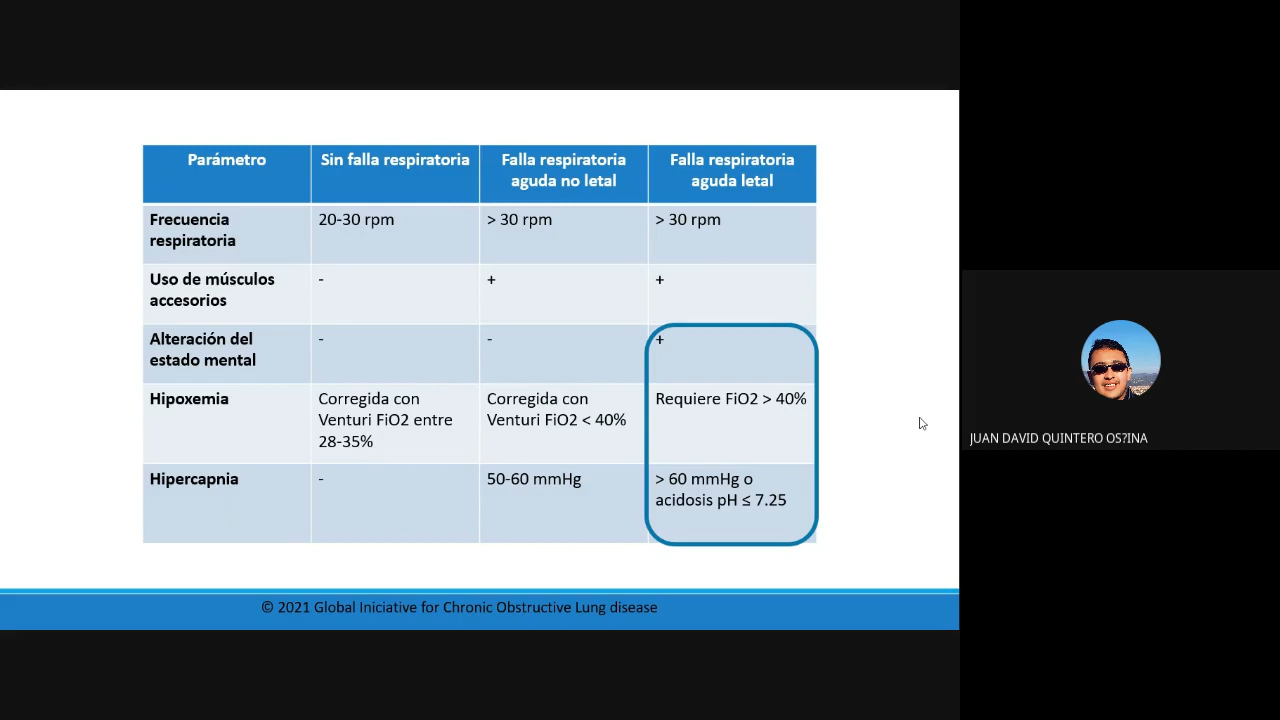 Parámetro
Sin falla respiratoria
Falla respiratoria
aguda no letal
Falla respiratoria
aguda letal
Frecuencia
respiratoria
20-30 rpm
> 30 rpm
> 30 rpm
Uso de músculos
accesorios
-
+
+
Alteración del
estado mental
-
-
+
Hipoxemia
Corregida con
Venturi FiO2 entre
28-35%
Corregida con
Venturi FiO2 < 40%
Requiere FiO2 > 40%
Hipercapnia
-
50-60 mmHg
> 60 mmHg o
acidosis pH ≤ 7.25
© 2021 Global Iniciative for Chronic Obstructive Lung disease
JUAN DAVID QUINTERO OS?INA